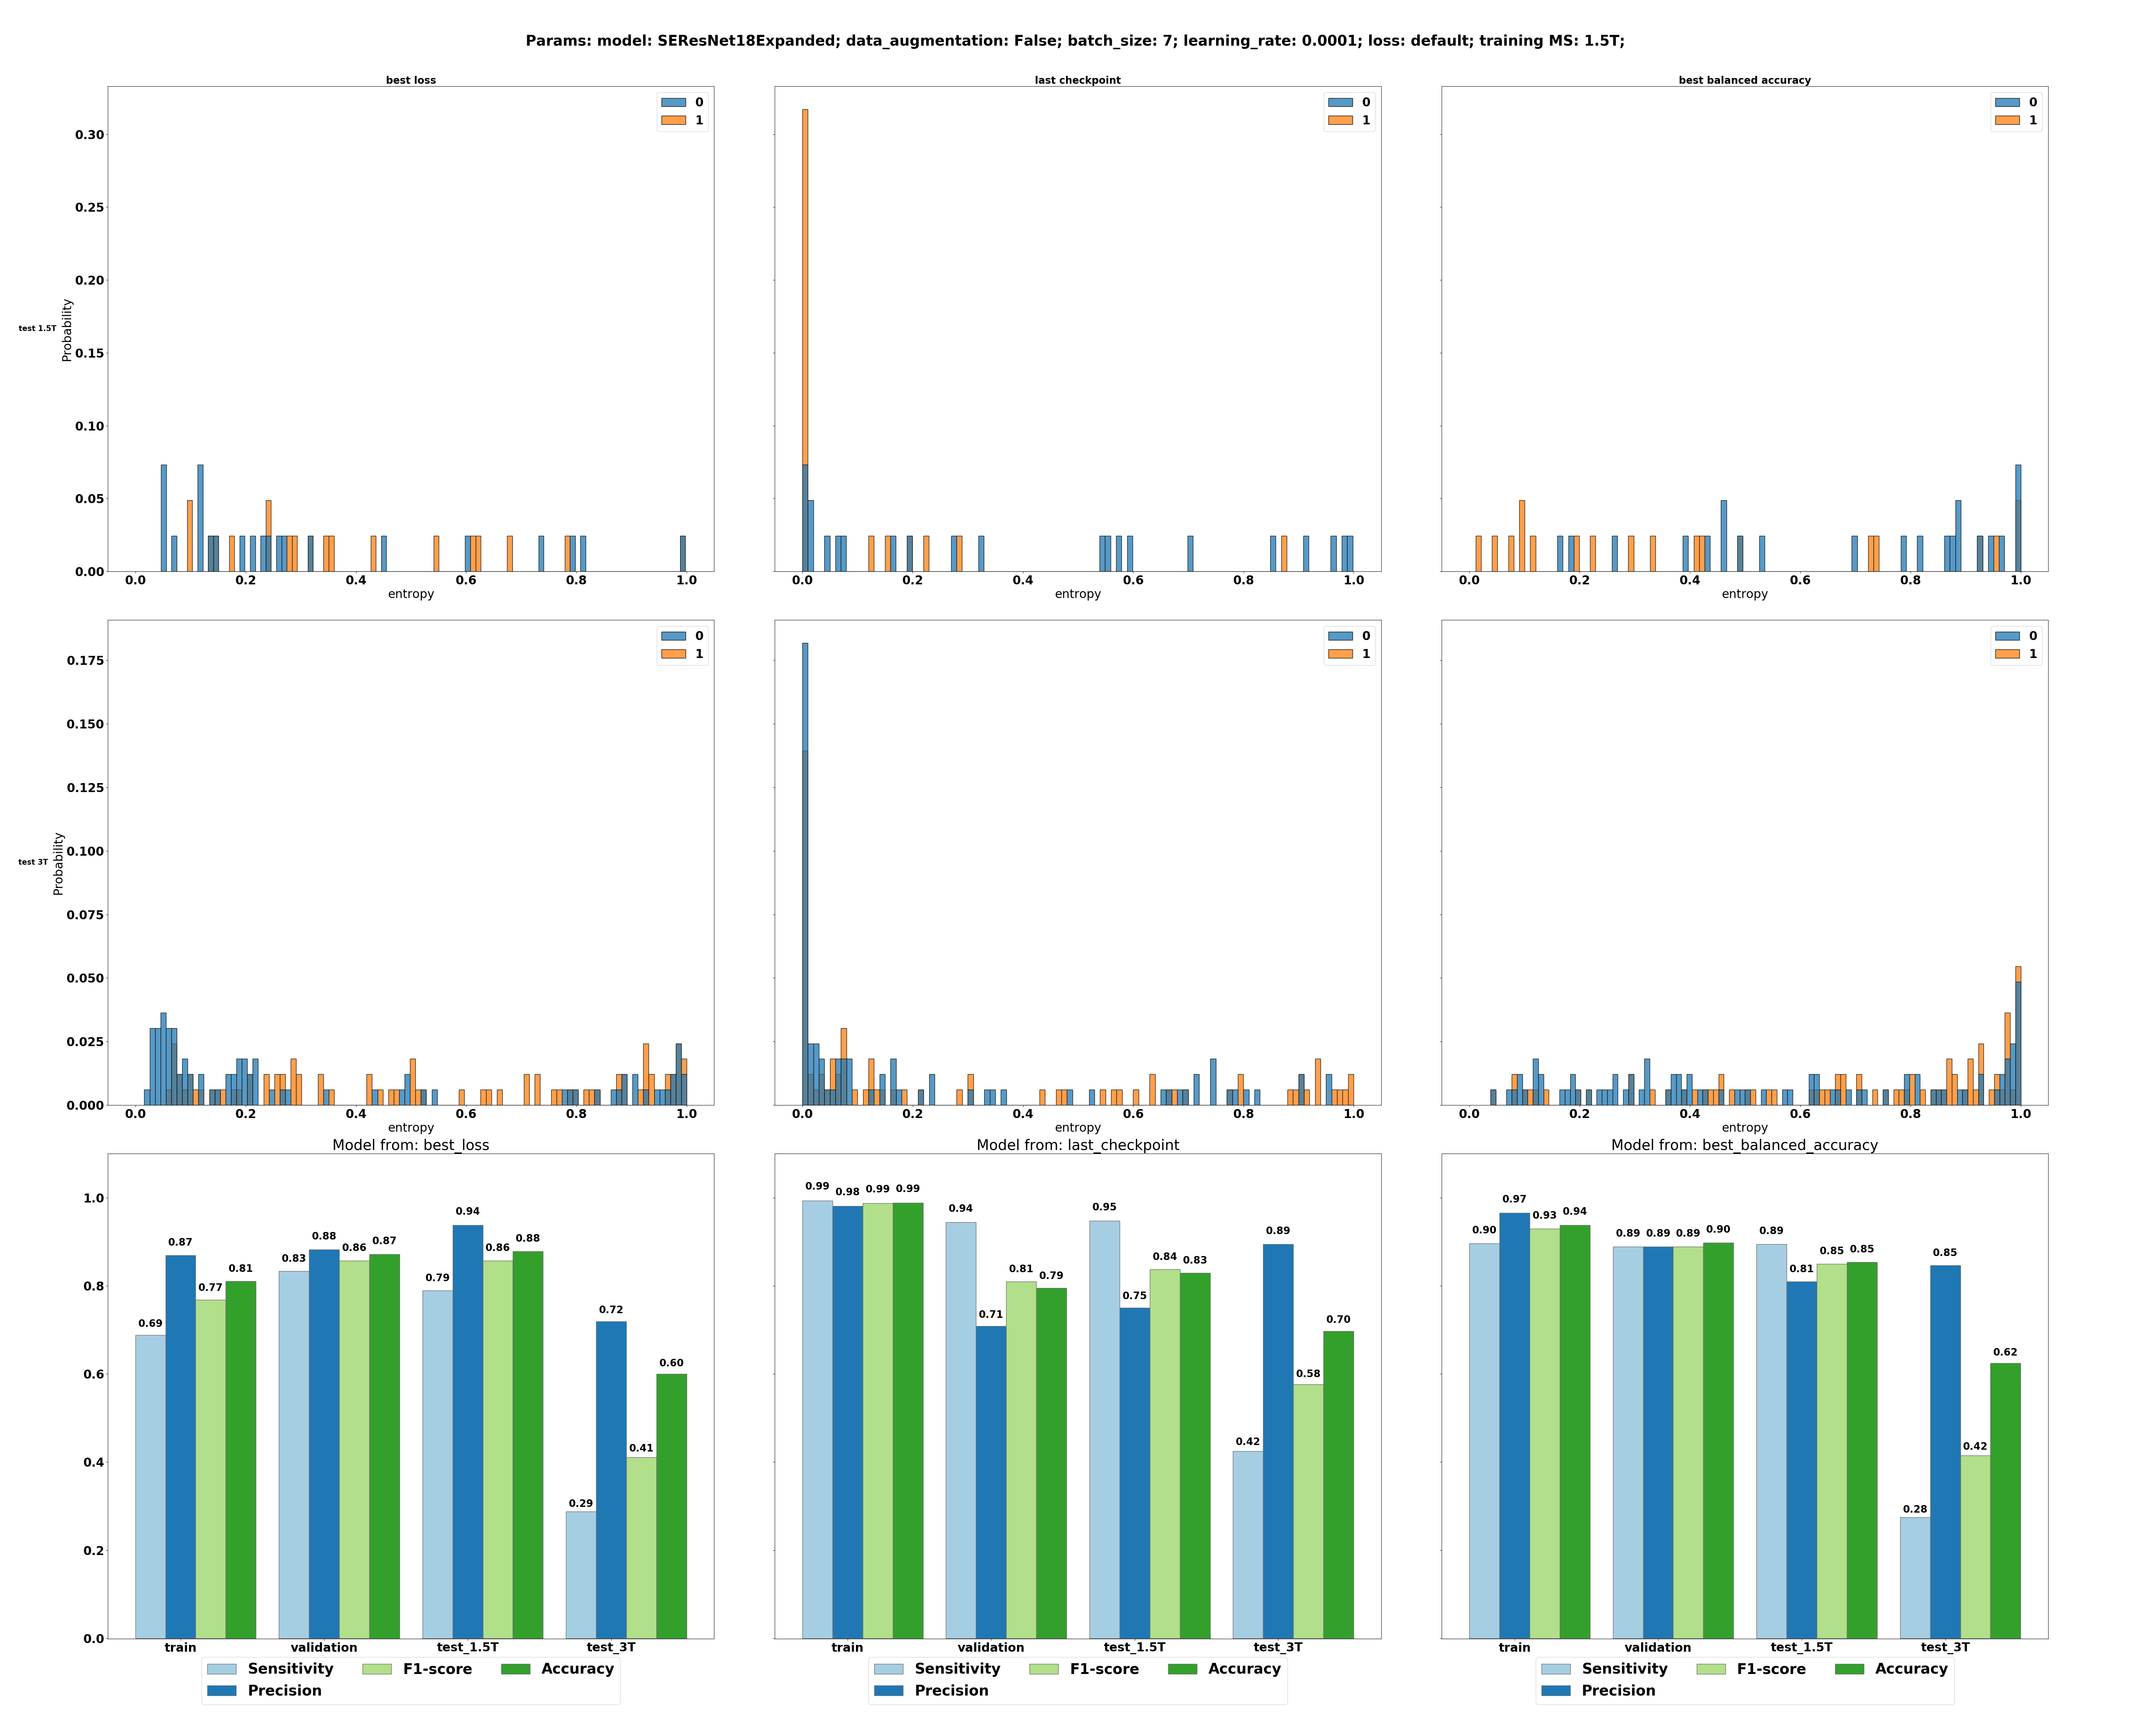 Params: model: SEResNet18Expanded; data_augmentation: False; batch_size: 7; learning_rate: 0.0001; loss: default; training MS: 1.5T;
best loss
last checkpoint
best balanced accuracy
0
1
0
1
0
1
0.30
0.25
0.20
0.15
0.10
0.05
0.00
test 1.5T
Probability
0.0 0.2 0.4 0.6 0.8 1.0
entropy
0.0 0.2 0.4 0.6 0.8 1.0
entropy
0.0 0.2 0.4 0.6 0.8 1.0
entropy
0
1
0
1
0
1
0.175
0.150
0.125
0.100
0.075
0.050
0.025
0.000
test 3T
Probability
0.0 0.2 0.4 0.6 0.8 1.0
entropy
0.0 0.2 0.4 0.6 0.8 1.0
entropy
0.0 0.2 0.4 0.6 0.8 1.0
entropy
Model from: best_loss
1.0
0.8
0.6
0.4
0.2
0.0
0.69 0.87 0.77 0.81
0.83 0.88 0.86 0.87
0.79 0.94 0.86 0.88
0.29 0.72 0.41 0.60
train validation test_1.5T test_3T
Sensitivity F1-score Accuracy
Precision
Model from: last_checkpoint
0.99 0.98 0.99 0.99
0.94 0.71 0.81 0.79
0.95 0.75 0.84 0.83
0.42 0.89 0.58 0.70
train validation test_1.5T test_3T
Sensitivity F1-score Accuracy
Precision
Model from: best_balanced_accuracy
0.90 0.97 0.93 0.94
0.89 0.89 0.89 0.90
0.89 0.81 0.85 0.85
0.28 0.85 0.42 0.62
train validation test_1.5T test_3T
Sensitivity F1-score Accuracy
Precision